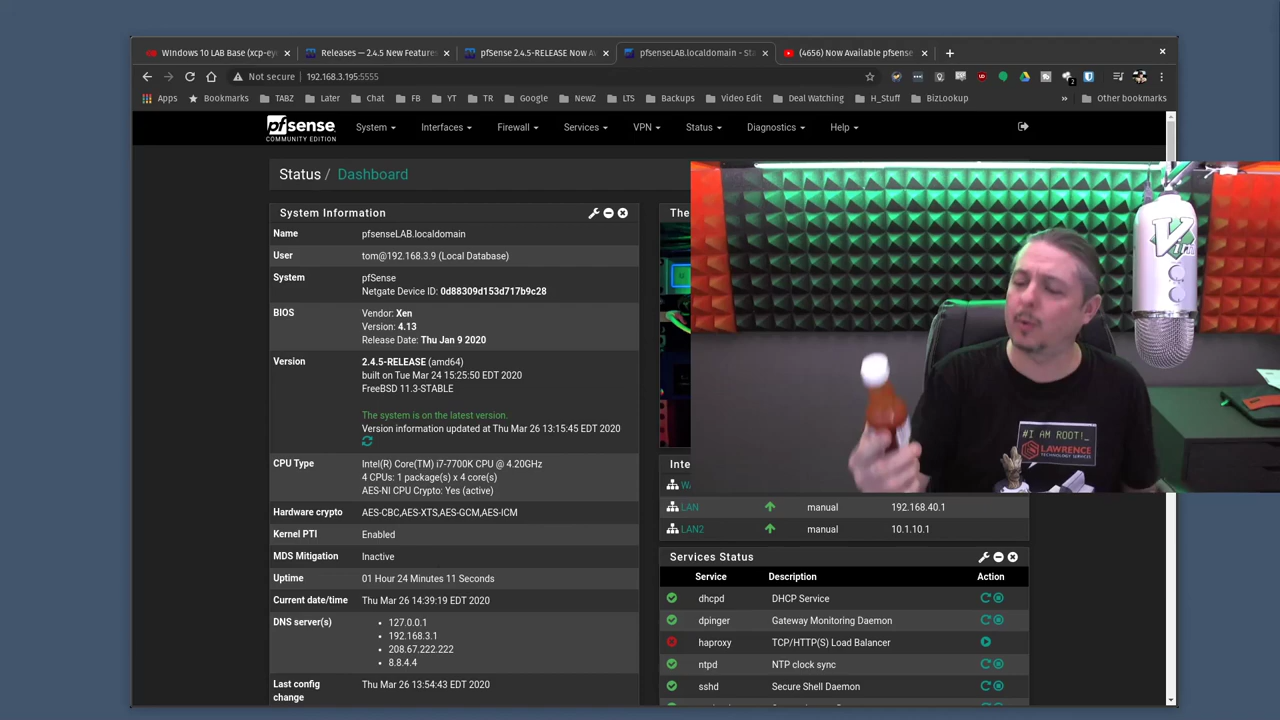 WIndows 10 LAB Base (xcp-ey
Releases — 2.4.5 New Features
pfSense 2.4.5-RELEASE Now Av
pfsenseLAB.localdomain - Sta
(4656) Now Available pfsense
Not secure 192.168.3.195:5555
Apps Bookmarks TABZ Later Chat FB YT TR Google NewZ LTS Backups Video Edit Deal Watching H_Stuff BizLookup » Other bookmarks
pfsense
COMMUNITY EDITION
System Interfaces Firewall Services VPN Status Diagnostics Help
Status / Dashboard
System Information
Name pfsenseLAB.localdomain
User tom@192.168.3.9 (Local Database)
System pfSense
Netgate Device ID: 0d88309d153d717b9c28
BIOS Vendor: Xen
Version: 4.13
Release Date: Thu Jan 9 2020
Version 2.4.5-RELEASE (amd64)
built on Tue Mar 24 15:25:50 EDT 2020
FreeBSD 11.3-STABLE
The system is on the latest version.
Version information updated at Thu Mar 26 13:15:45 EDT 2020
CPU Type Intel(R) Core(TM) i7-7700K CPU @ 4.20GHz
4 CPUs: 1 package(s) x 4 core(s)
AES-NI CPU Crypto: Yes (active)
Hardware crypto AES-CBC,AES-XTS,AES-GCM,AES-ICM
Kernel PTI Enabled
MDS Mitigation Inactive
Uptime 01 Hour 24 Minutes 11 Seconds
Current date/time Thu Mar 26 14:39:19 EDT 2020
DNS server(s) • 127.0.0.1
• 192.168.3.1
• 208.67.222.222
• 8.8.4.4
Last config change Thu Mar 26 13:54:43 EDT 2020
The
Inte
LAN manual 192.168.40.1
LAN2 manual 10.1.10.1
Services Status
Service Description Action
dhcpd DHCP Service
dpinger Gateway Monitoring Daemon
haproxy TCP/HTTP(S) Load Balancer
ntpd NTP clock sync
sshd Secure Shell Daemon
Vim
#I AM ROOT!_
LAWRENCE
TECHNOLOGY SERVICES